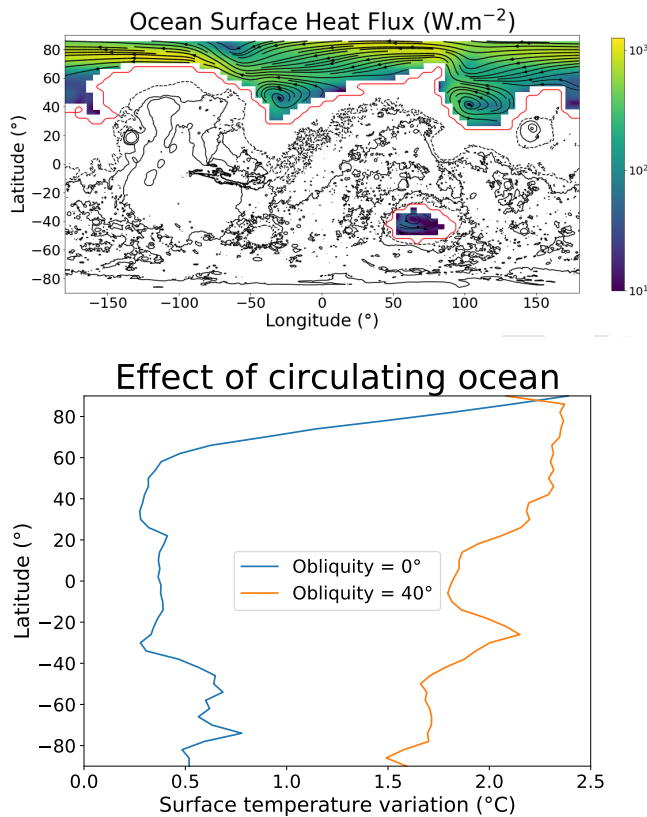 Ocean Surface Heat Flux (W.m⁻²)
80
60
40
20
0
−20
−40
−60
−80
Latitude (°)
−150 −100 −50 0 50 100 150
Longitude (°)
10³
10²
10¹
Effect of circulating ocean
80
60
40
20
0
−20
−40
−60
−80
Latitude (°)
Obliquity = 0°
Obliquity = 40°
0.0 0.5 1.0 1.5 2.0 2.5
Surface temperature variation (°C)